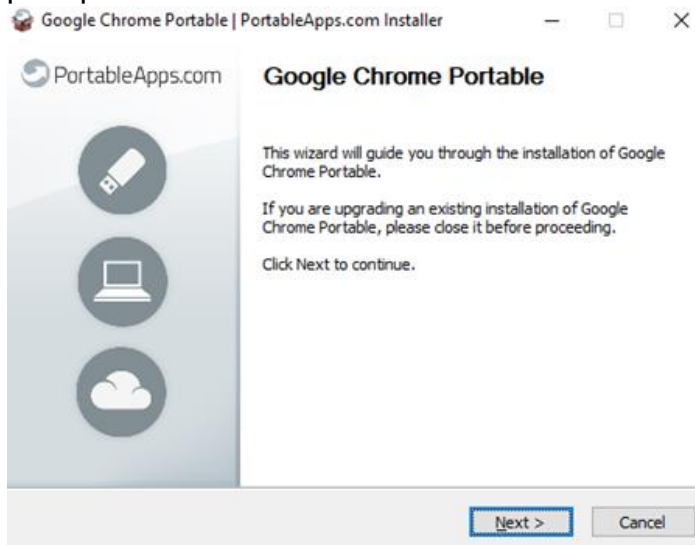 Google Chrome Portable | PortableApps.com Installer
PortableApps.com
Google Chrome Portable
This wizard will guide you through the installation of Google
Chrome Portable.
If you are upgrading an existing installation of Google
Chrome Portable, please close it before proceeding.
Click Next to continue.
Next >
Cancel